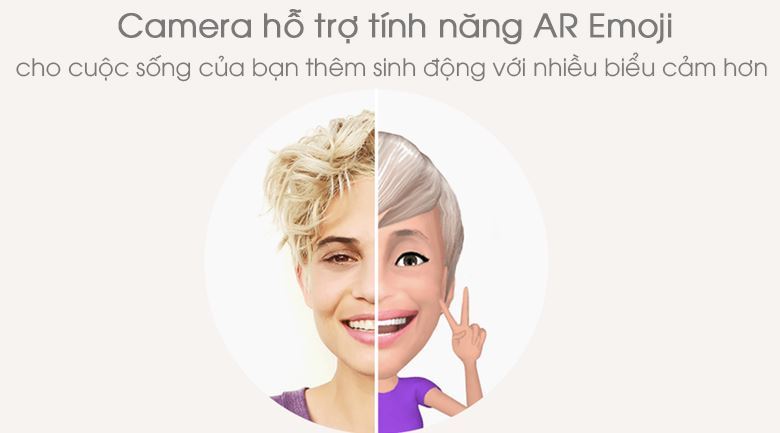 Camera hỗ trợ tính năng AR Emoji
cho cuộc sống của bạn thêm sinh động với nhiều biểu cảm hơn